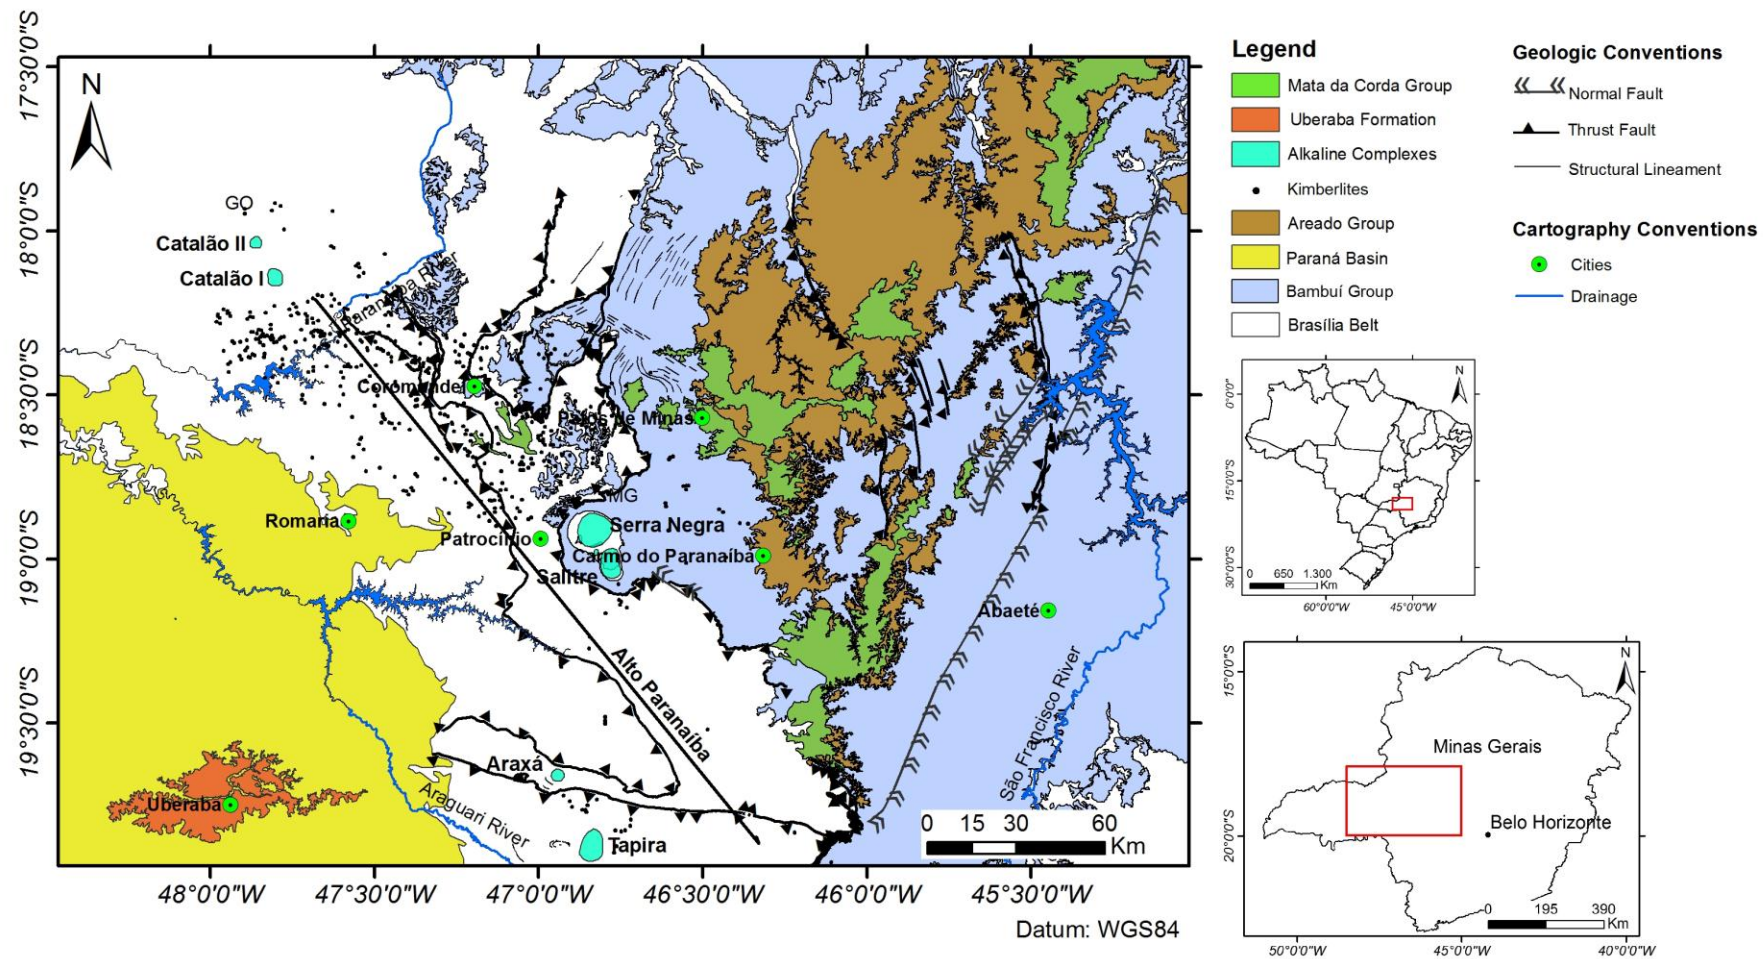 17°30'0"S
18°0'0"S
18°30'0"S
19°0'0"S
19°30'0"S
N
GO
Catalão II
Catalão I
Paranaíba River
Coromandel
Patos de Minas
MG
Romaria
Patrocínio
Serra Negra
Carmo do Paranaíba
Salitre
Abaeté
Alto Paranaíba
São Francisco River
Araxá
Uberaba
Araguari River
Tapira
0 15 30 60
Km
48°0'0"W 47°30'0"W 47°0'0"W 46°30'0"W 46°0'0"W 45°30'0"W
Datum: WGS84
Legend
Mata da Corda Group
Uberaba Formation
Alkaline Complexes
Kimberlites
Areado Group
Paraná Basin
Bambuí Group
Brasília Belt
Geologic Conventions
Normal Fault
Thrust Fault
Structural Lineament
Cartography Conventions
Cities
Drainage
N
0°0'0"S
15°0'0"S
30°0'0"S
0 650 1.300
Km
60°0'0"W 45°0'0"W
N
15°0'0"S
20°0'0"S
Minas Gerais
Belo Horizonte
0 195 390
Km
50°0'0"W 45°0'0"W 40°0'0"W